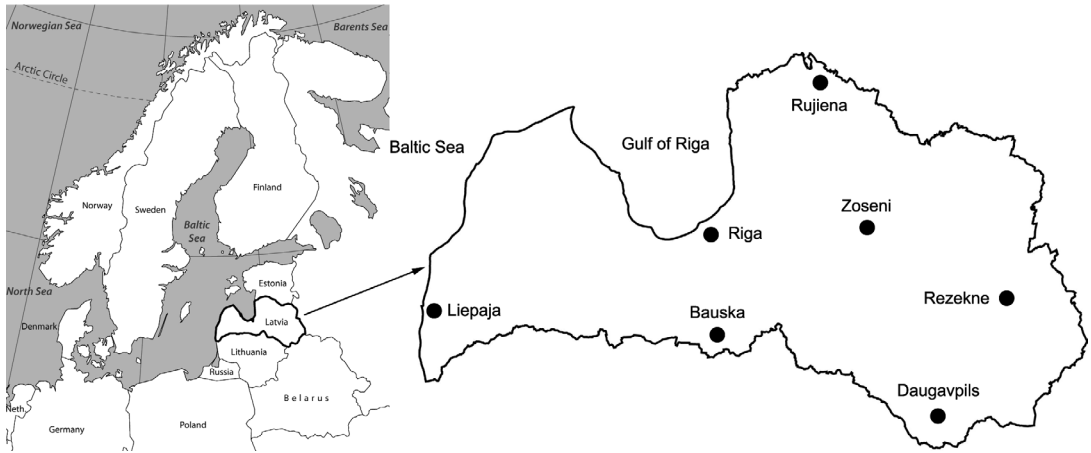 Norwegian Sea
Barents Sea
Arctic Circle
Norway
Sweden
Finland
Baltic
Sea
North Sea
Denmark
Estonia
Latvia
Lithuania
Russia
Belarus
Neth.
Germany
Poland
Baltic Sea
Gulf of Riga
Rujiena
Zoseni
Riga
Rezekne
Liepaja
Bauska
Daugavpils